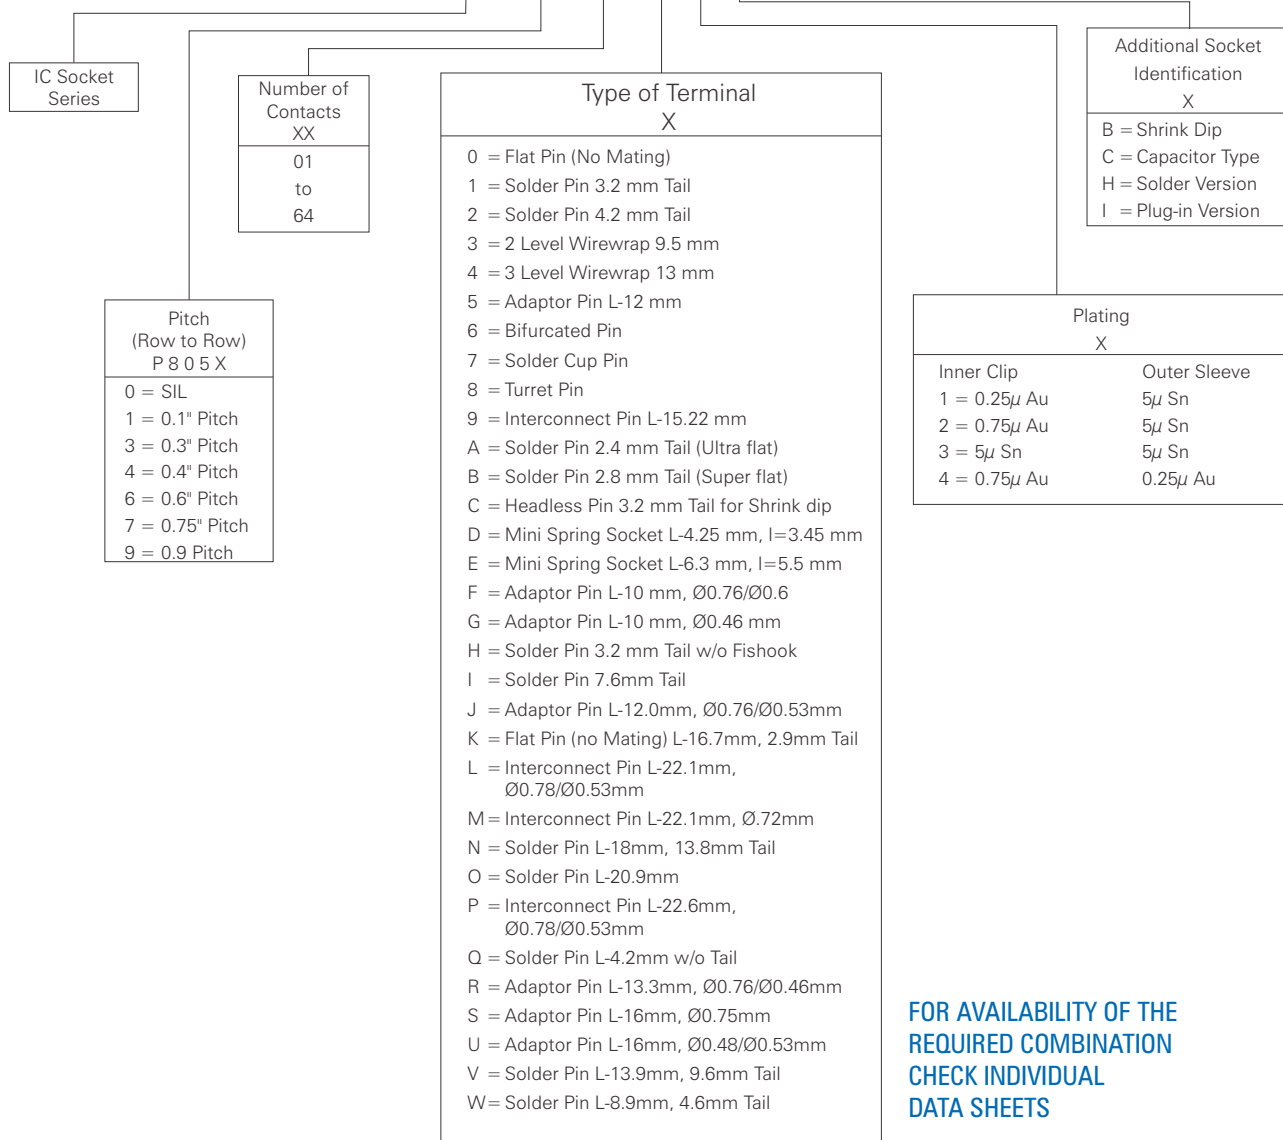 IC Socket
Series
Number of
Contacts
XX
01
to
64
Pitch
(Row to Row)
P 8 0 5 X
0 = SIL
1 = 0.1" Pitch
3 = 0.3" Pitch
4 = 0.4" Pitch
6 = 0.6" Pitch
7 = 0.75" Pitch
9 = 0.9 Pitch
Type of Terminal
X
0 = Flat Pin (No Mating)
1 = Solder Pin 3.2 mm Tail
2 = Solder Pin 4.2 mm Tail
3 = 2 Level Wirewrap 9.5 mm
4 = 3 Level Wirewrap 13 mm
5 = Adaptor Pin L-12 mm
6 = Bifurcated Pin
7 = Solder Cup Pin
8 = Turret Pin
9 = Interconnect Pin L-15.22 mm
A = Solder Pin 2.4 mm Tail (Ultra flat)
B = Solder Pin 2.8 mm Tail (Super flat)
C = Headless Pin 3.2 mm Tail for Shrink dip
D = Mini Spring Socket L-4.25 mm, l=3.45 mm
E = Mini Spring Socket L-6.3 mm, l=5.5 mm
F = Adaptor Pin L-10 mm, Ø0.76/Ø0.6
G = Adaptor Pin L-10 mm, Ø0.46 mm
H = Solder Pin 3.2 mm Tail w/o Fishook
I = Solder Pin 7.6mm Tail
J = Adaptor Pin L-12.0mm, Ø0.76/Ø0.53mm
K = Flat Pin (no Mating) L-16.7mm, 2.9mm Tail
L = Interconnect Pin L-22.1mm,
Ø0.78/Ø0.53mm
M = Interconnect Pin L-22.1mm, Ø.72mm
N = Solder Pin L-18mm, 13.8mm Tail
O = Solder Pin L-20.9mm
P = Interconnect Pin L-22.6mm,
Ø0.78/Ø0.53mm
Q = Solder Pin L-4.2mm w/o Tail
R = Adaptor Pin L-13.3mm, Ø0.76/Ø0.46mm
S = Adaptor Pin L-16mm, Ø0.75mm
U = Adaptor Pin L-16mm, Ø0.48/Ø0.53mm
V = Solder Pin L-13.9mm, 9.6mm Tail
W = Solder Pin L-8.9mm, 4.6mm Tail
Additional Socket
Identification
X
B = Shrink Dip
C = Capacitor Type
H = Solder Version
I = Plug-in Version
Plating
X
Inner Clip Outer Sleeve
1 = 0.25µ Au 5µ Sn
2 = 0.75µ Au 5µ Sn
3 = 5µ Sn 5µ Sn
4 = 0.75µ Au 0.25µ Au
FOR AVAILABILITY OF THE
REQUIRED COMBINATION
CHECK INDIVIDUAL
DATA SHEETS